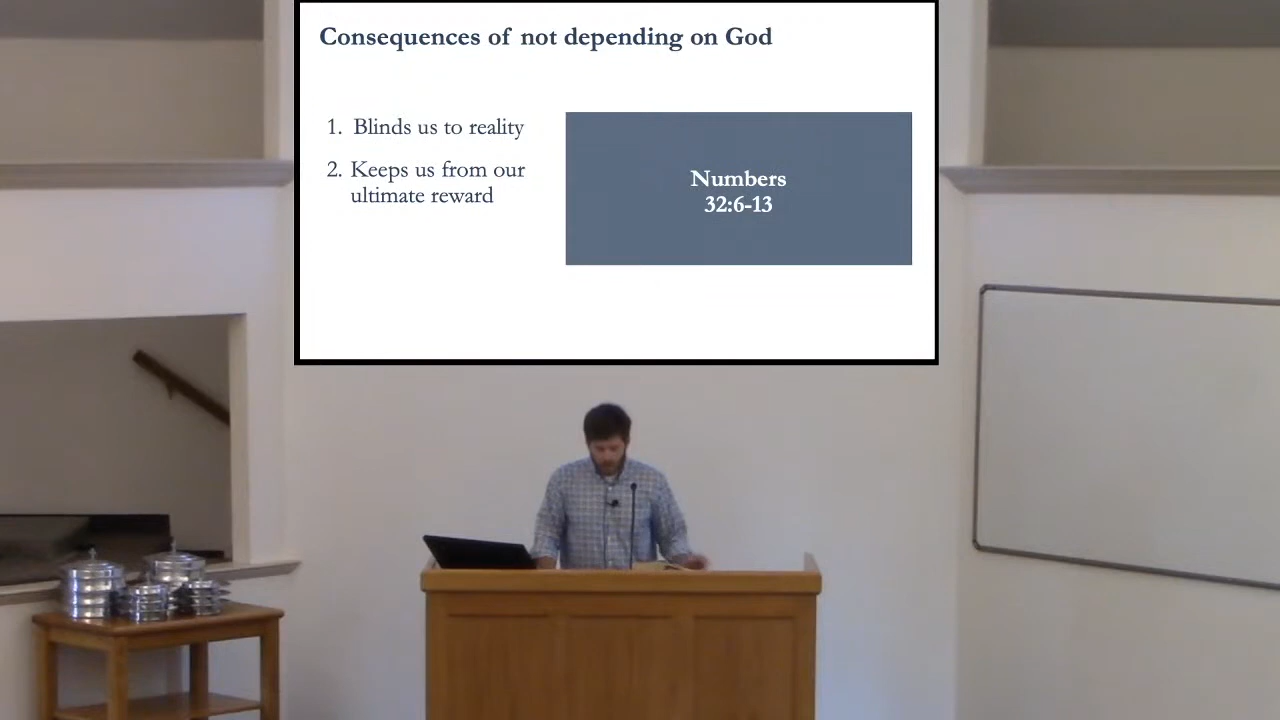 Consequences of not depending on God
1. Blinds us to reality
2. Keeps us from our
ultimate reward
Numbers
32:6-13